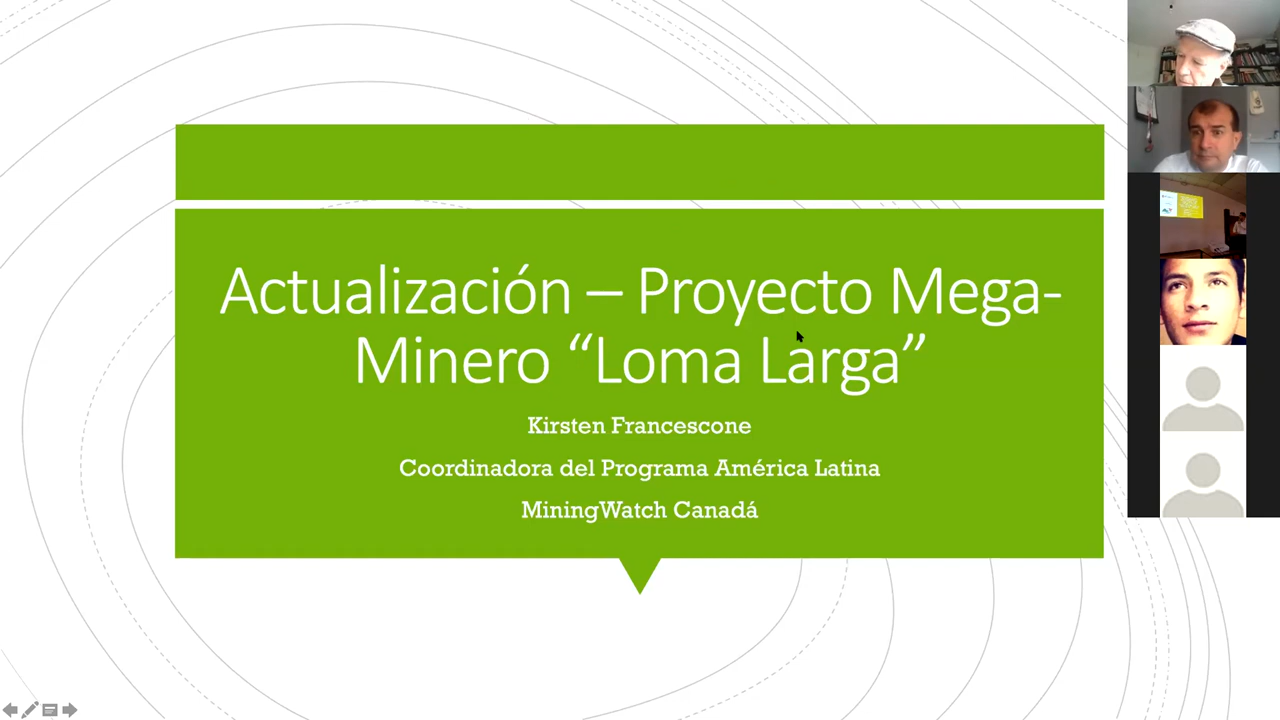 Actualización – Proyecto Mega-
Minero “Loma Larga”
Kirsten Francescone
Coordinadora del Programa América Latina
MiningWatch Canadá